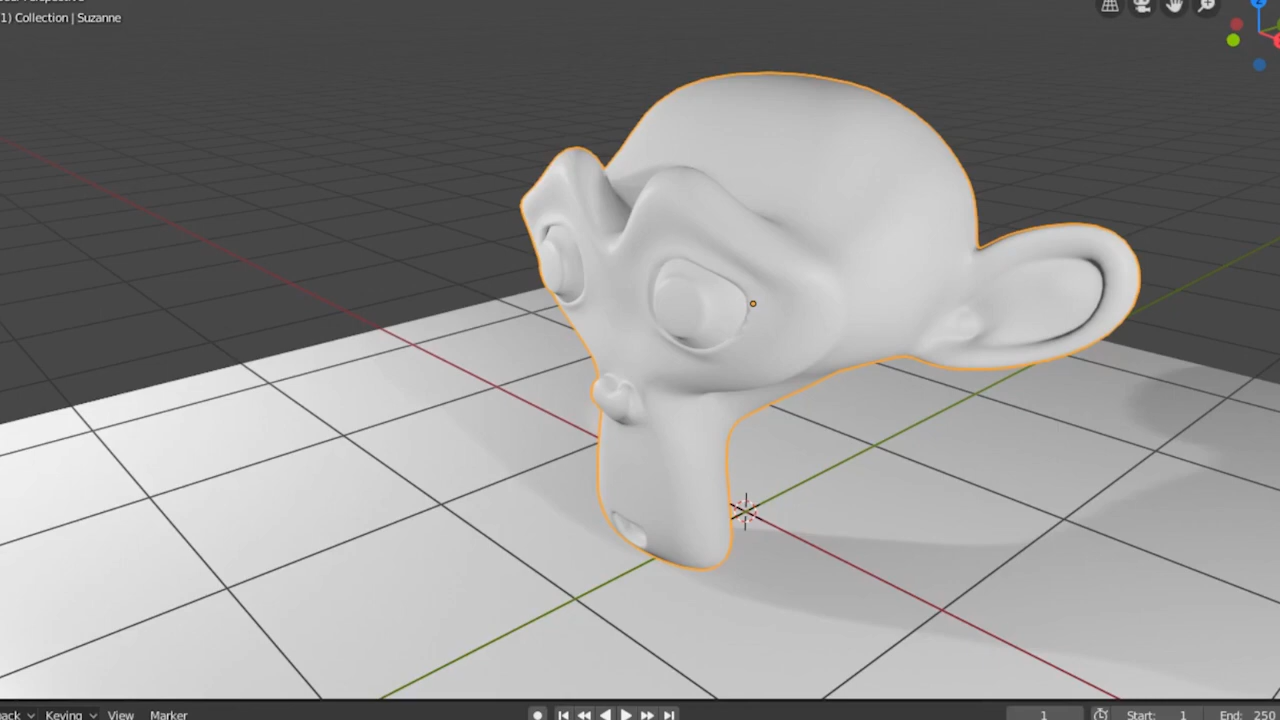 1) Collection | Suzanne
Keying View Marker 1 Start: 1 End: 250